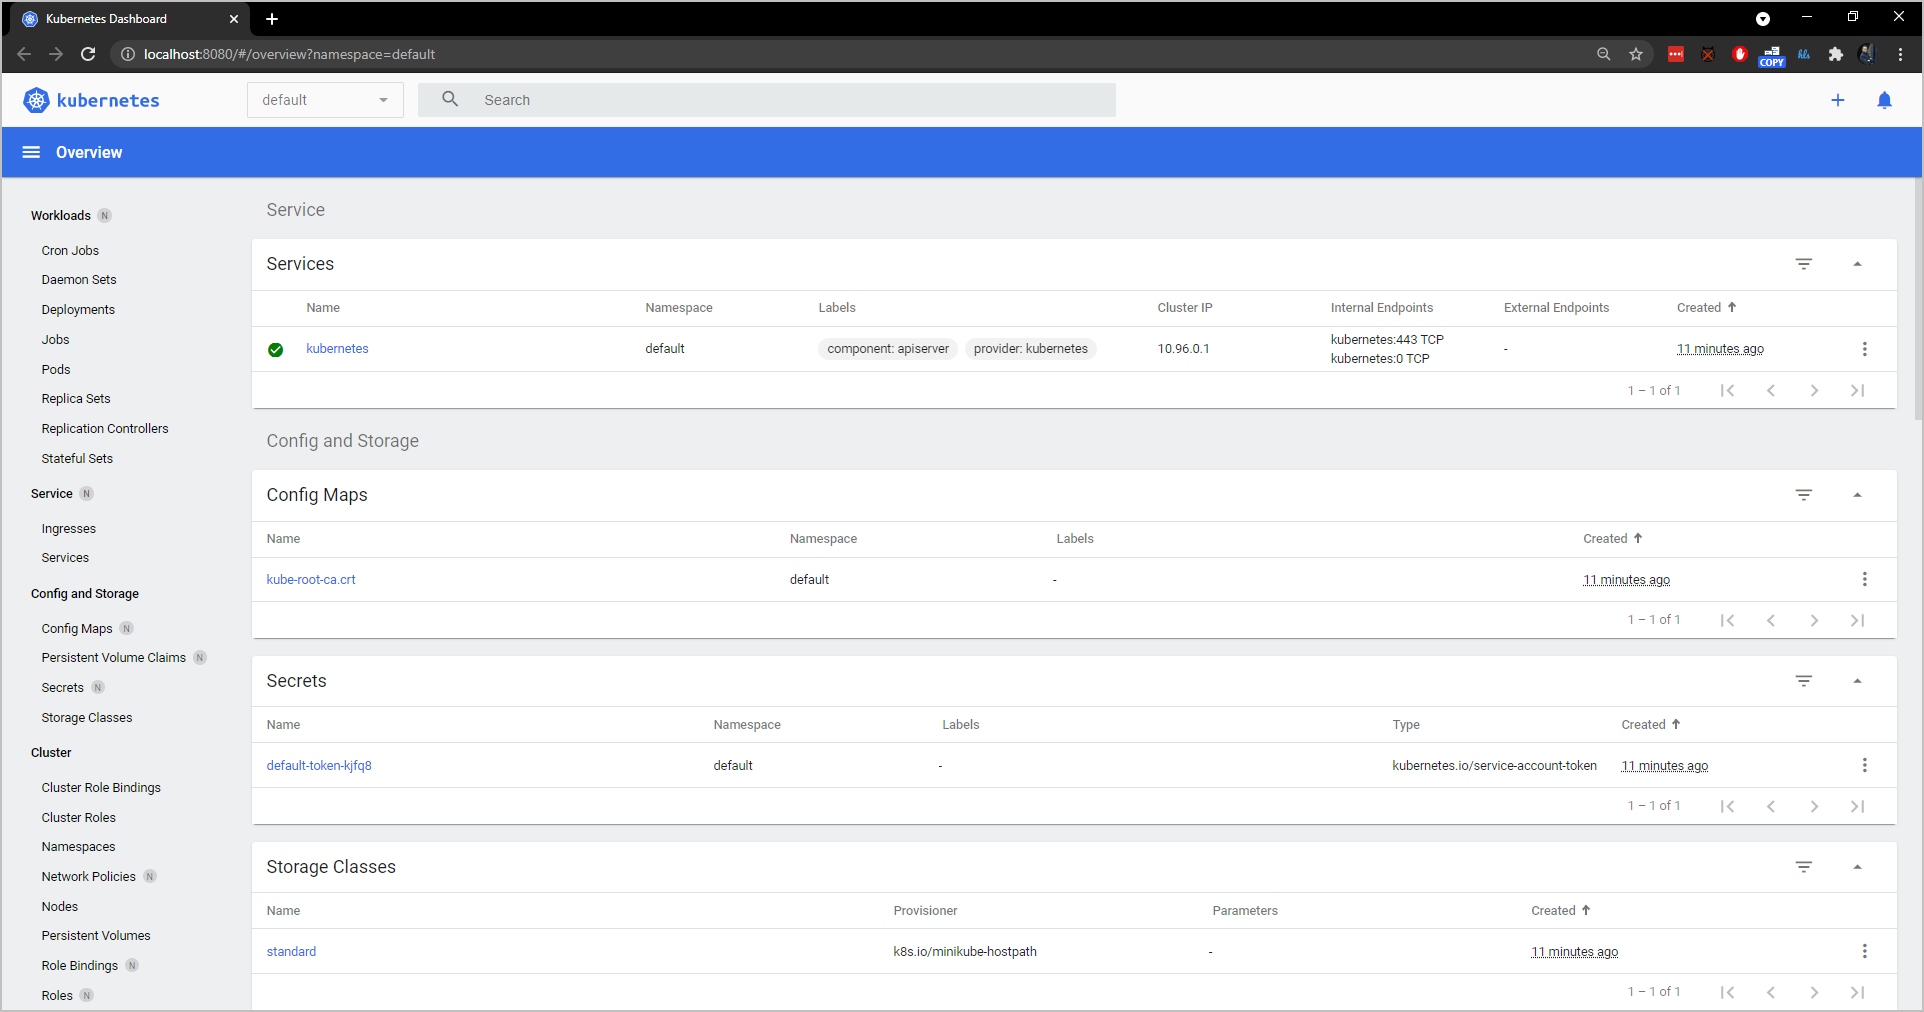 Kubernetes Dashboard
localhost:8080/#/overview?namespace=default
COPY
hls
kubernetes
default
Search
Overview
Workloads N
Cron Jobs
Daemon Sets
Deployments
Jobs
Pods
Replica Sets
Replication Controllers
Stateful Sets
Service N
Ingresses
Services
Config and Storage
Config Maps N
Persistent Volume Claims N
Secrets N
Storage Classes
Cluster
Cluster Role Bindings
Cluster Roles
Namespaces
Network Policies N
Nodes
Persistent Volumes
Role Bindings N
Roles N
Service
Services
Name Namespace Labels Cluster IP Internal Endpoints External Endpoints Created
kubernetes default component: apiserver provider: kubernetes 10.96.0.1 kubernetes:443 TCP - 11 minutes ago
kubernetes:0 TCP
1 – 1 of 1
Config and Storage
Config Maps
Name Namespace Labels Created
kube-root-ca.crt default - 11 minutes ago
1 – 1 of 1
Secrets
Name Namespace Labels Type Created
default-token-kjfq8 default - kubernetes.io/service-account-token 11 minutes ago
1 – 1 of 1
Storage Classes
Name Provisioner Parameters Created
standard k8s.io/minikube-hostpath - 11 minutes ago
1 – 1 of 1